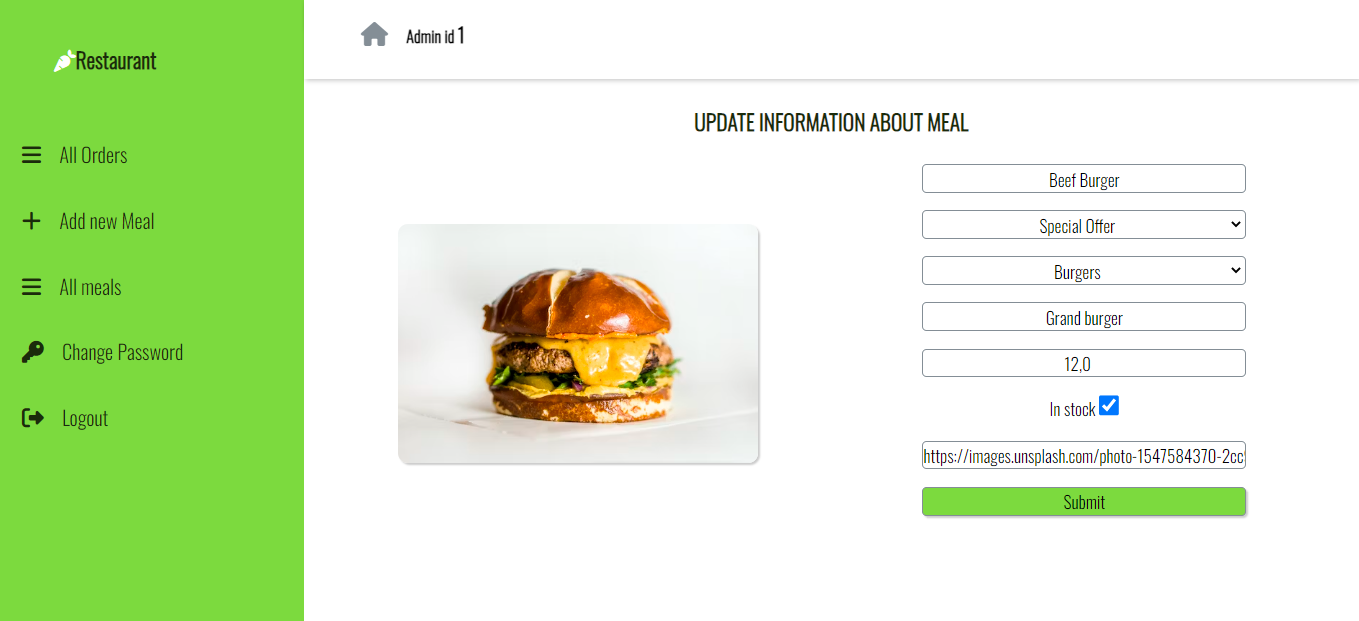 Restaurant
All Orders
Add new Meal
All meals
Change Password
Logout
Admin id 1
UPDATE INFORMATION ABOUT MEAL
Beef Burger
Special Offer
Burgers
Grand burger
12,0
In stock
https://images.unsplash.com/photo-1547584370-2cc
Submit